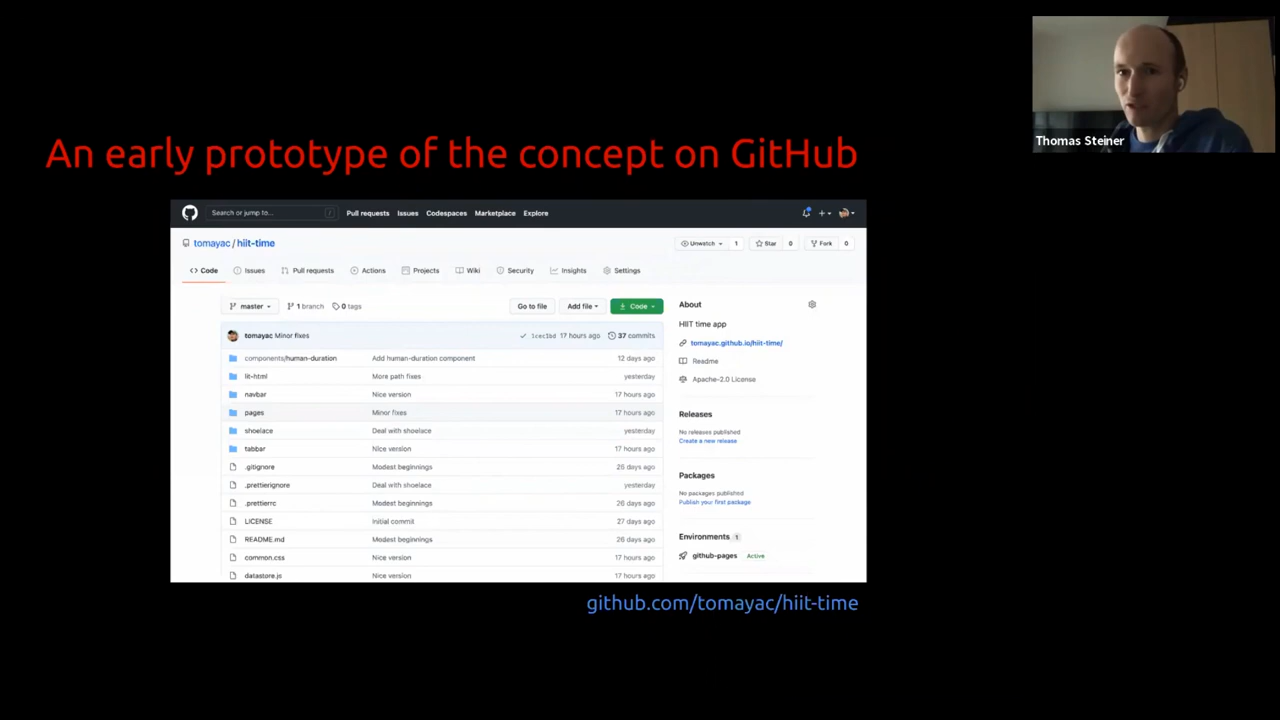 Thomas Steiner
An early prototype of the concept on GitHub
Search or jump to... /
Pull requests Issues Codespaces Marketplace Explore
tomayac / hiit-time
Unwatch 1 Star 0 Fork 0
Code Issues Pull requests Actions Projects Wiki Security Insights Settings
master 1 branch 0 tags Go to file Add file Code
tomayac Minor fixes 1cec1bd 17 hours ago 37 commits
components/human-duration Add human-duration component 12 days ago
lit-html More path fixes yesterday
navbar Nice version 17 hours ago
pages Minor fixes 17 hours ago
shoelace Deal with shoelace yesterday
tabbar Nice version 17 hours ago
.gitignore Modest beginnings 26 days ago
.prettierignore Deal with shoelace yesterday
.prettierrc Modest beginnings 26 days ago
LICENSE Initial commit 27 days ago
README.md Modest beginnings 26 days ago
common.css Nice version 17 hours ago
datastore.js Nice version 17 hours ago
About
HIIT time app
tomayac.github.io/hiit-time/
Readme
Apache-2.0 License
Releases
No releases published
Create a new release
Packages
No packages published
Publish your first package
Environments 1
github-pages Active
github.com/tomayac/hiit-time